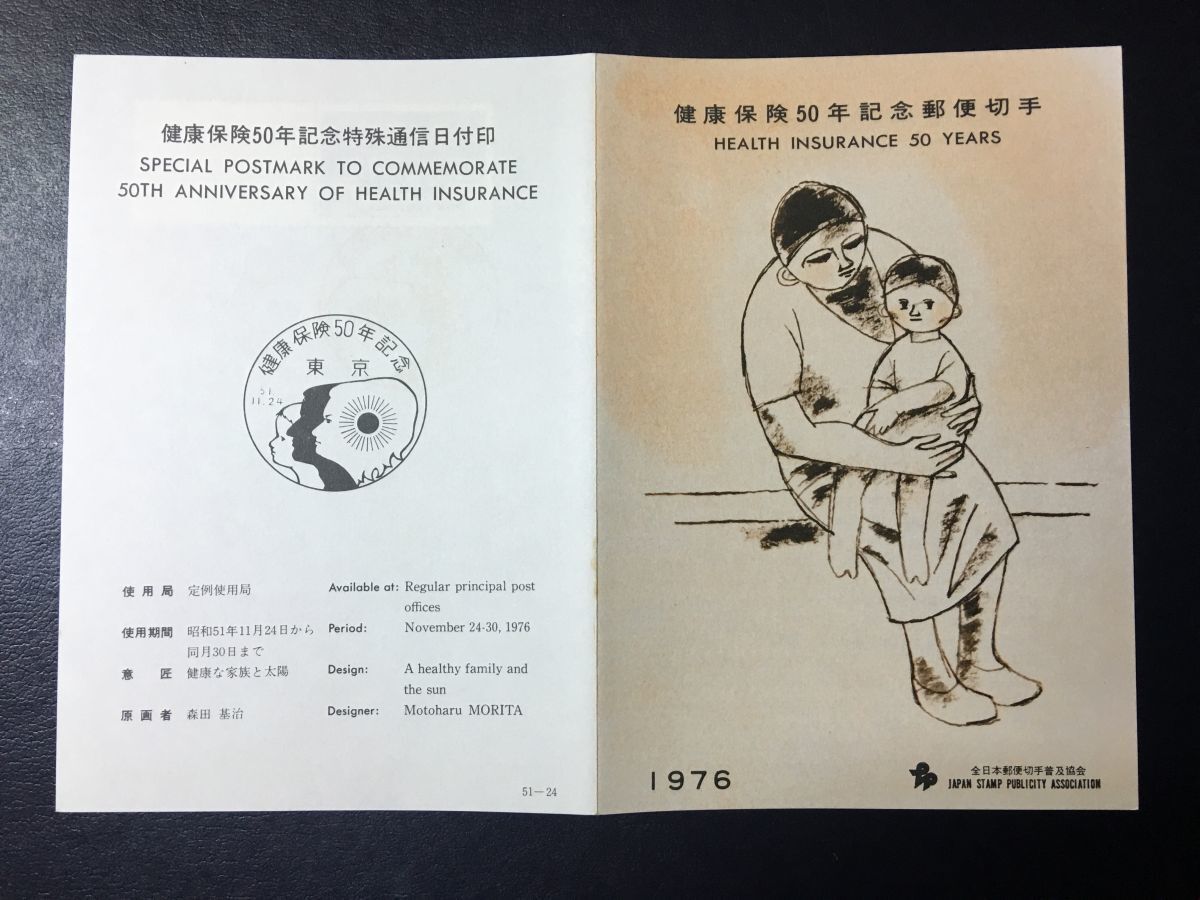 健康保険50年記念特殊通信日付印
SPECIAL POSTMARK TO COMMEMORATE
50TH ANNIVERSARY OF HEALTH INSURANCE
健康保険50年記念
東京
51.
11.24
使用局 定例使用局
使用期間 昭和51年11月24日から
同月30日まで
意匠 健康な家族と太陽
原画者 森田 基治
Available at: Regular principal post
offices
Period: November 24-30, 1976
Design: A healthy family and
the sun
Designer: Motoharu MORITA
51－24
健康保険50年記念郵便切手
HEALTH INSURANCE 50 YEARS
1976
全日本郵便切手普及協会
JAPAN STAMP PUBLICITY ASSOCIATION